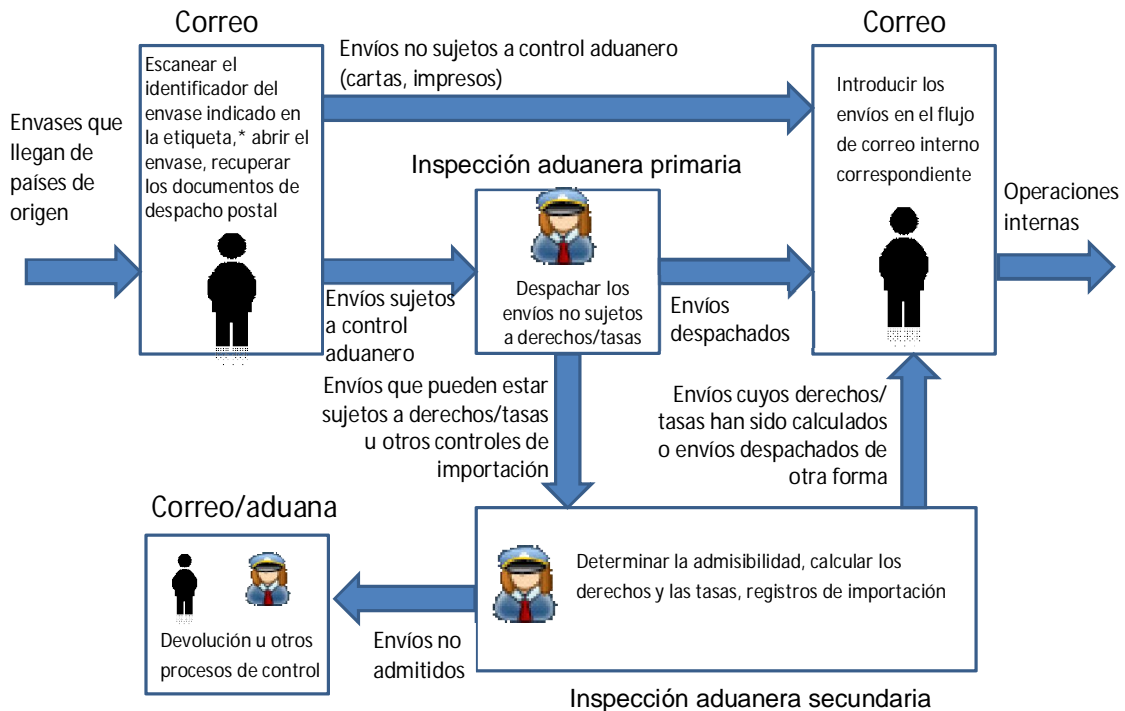 Correo
Escanear el
identificador del
envase indicado en
la etiqueta,* abrir el
envase, recuperar
los documentos de
despacho postal
Envases que
llegan de
países de
origen
Envíos no sujetos a control aduanero
(cartas, impresos)
Correo
Introducir los
envíos en el flujo
de correo interno
correspondiente
Operaciones
internas
Inspección aduanera primaria
Despachar los
envíos no sujetos
a derechos/tasas
Envíos sujetos
a control
aduanero
Envíos
despachados
Envíos que pueden estar
sujetos a derechos/tasas
u otros controles de
importación
Envíos cuyos derechos/
tasas han sido calculados
o envíos despachados de
otra forma
Correo/aduana
Devolución u otros
procesos de control
Envíos no
admitidos
Determinar la admisibilidad, calcular los
derechos y las tasas, registros de importación
Inspección aduanera secundaria